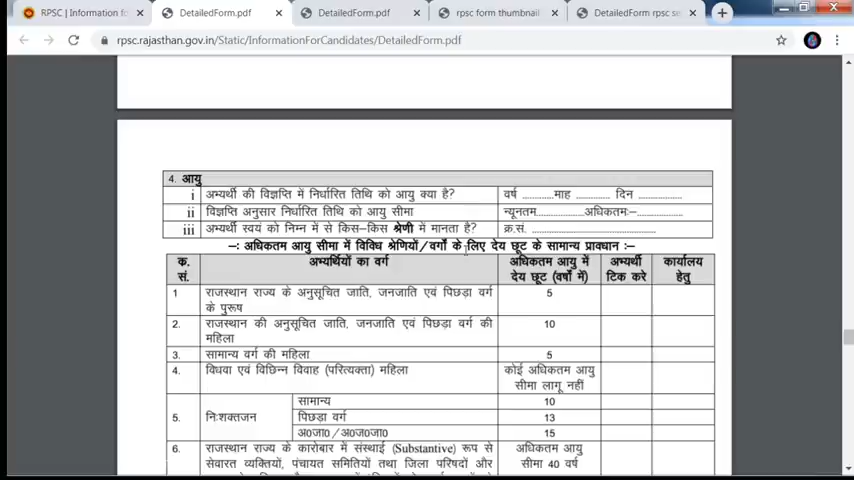 RPSC | Information f
DetailedForm.pdf
DetailedForm.pdf
rpsc form thumbnail
DetailedForm rpsc se
rpsc.rajasthan.gov.in/Static/InformationForCandidates/DetailedForm.pdf
4. आयु
i अभ्यर्थी की विज्ञप्ति में निर्धारित तिथि को आयु क्या है? वर्ष ............माह ............ दिन ................
ii विज्ञप्ति अनुसार निर्धारित तिथि को आयु सीमा न्यूनतम.................अधिकतमः-................
iii अभ्यर्थी स्वयं को निम्न में से किस–किस श्रेणी में मानता है? क्र.सं. ................................................
–: अधिकतम आयु सीमा में विविध श्रेणियों/वर्गो के लिए देय छूट के सामान्य प्रावधान :–
क. सं. अभ्यर्थियों का वर्ग अधिकतम आयु में देय छूट (वर्षों में) अभ्यर्थी टिक करे कार्यालय हेतु
1 राजस्थान राज्य के अनुसूचित जाति, जनजाति एवं पिछड़ा वर्ग 5
के पुरूष
2. राजस्थान की अनुसूचित जाति, जनजाति एवं पिछड़ा वर्ग की 10
महिला
3. सामान्य वर्ग की महिला 5
4. विधवा एवं विछिन्न विवाह (परित्यक्ता) महिला कोई अधिकतम आयु
सीमा लागू नहीं
सामान्य 10
5. निःशक्तजन पिछड़ा वर्ग 13
अ0जा0/अ0ज0जा0 15
6. राजस्थान राज्य के कारोबार में संस्थाई (Substantive) रूप से अधिकतम आयु
सेवारत व्यक्तियों, पंचायत समितियों तथा जिला परिषदों और सीमा 40 वर्ष